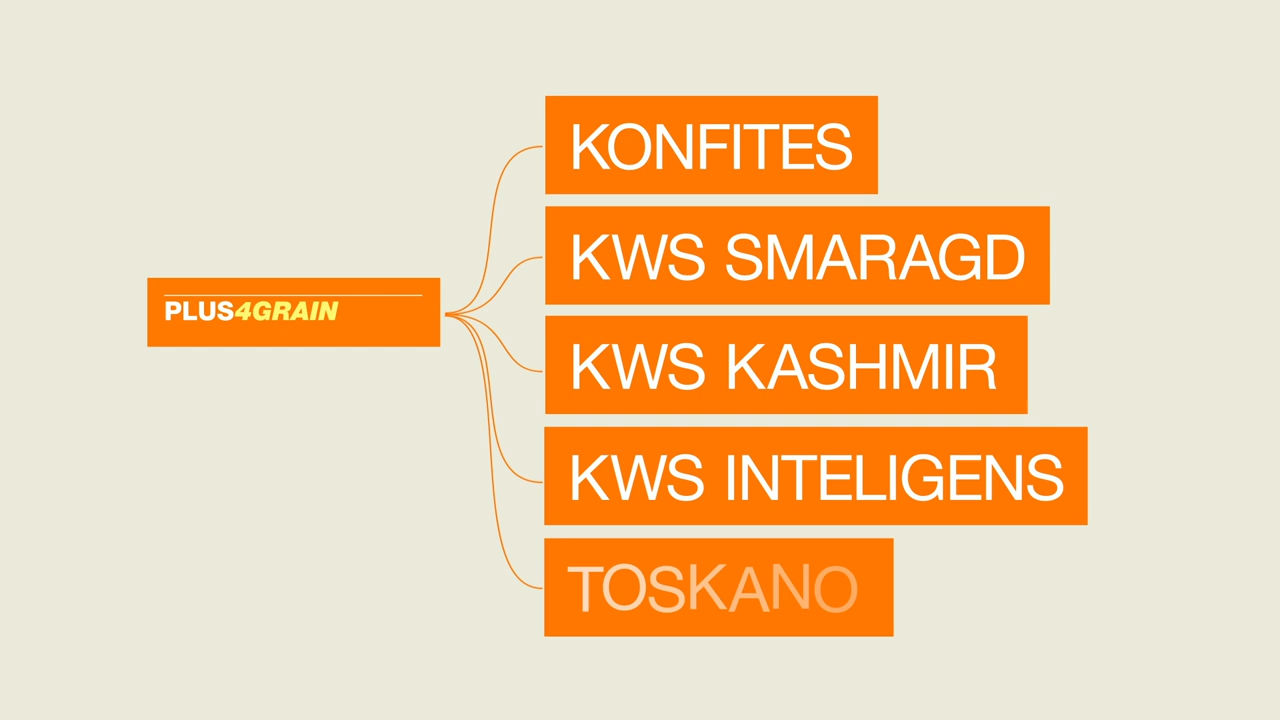 PLUS4GRAIN
KONFITES
KWS SMARAGD
KWS KASHMIR
KWS INTELIGENS
TOSKANO